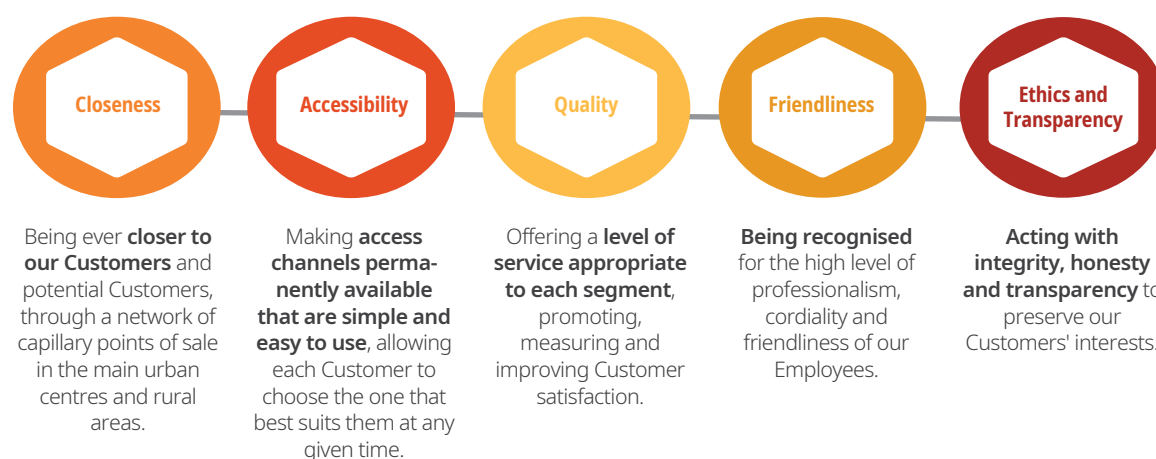 Closeness
Being ever closer to
our Customers and
potential Customers,
through a network of
capillary points of sale
in the main urban
centres and rural
areas.
Accessibility
Making access
channels perma-
nently available
that are simple and
easy to use, allowing
each Customer to
choose the one that
best suits them at any
given time.
Quality
Offering a level of
service appropriate
to each segment,
promoting,
measuring and
improving Customer
satisfaction.
Friendliness
Being recognised
for the high level of
professionalism,
cordiality and
friendliness of our
Employees.
Ethics and
Transparency
Acting with
integrity, honesty
and transparency to
preserve our
Customers' interests.